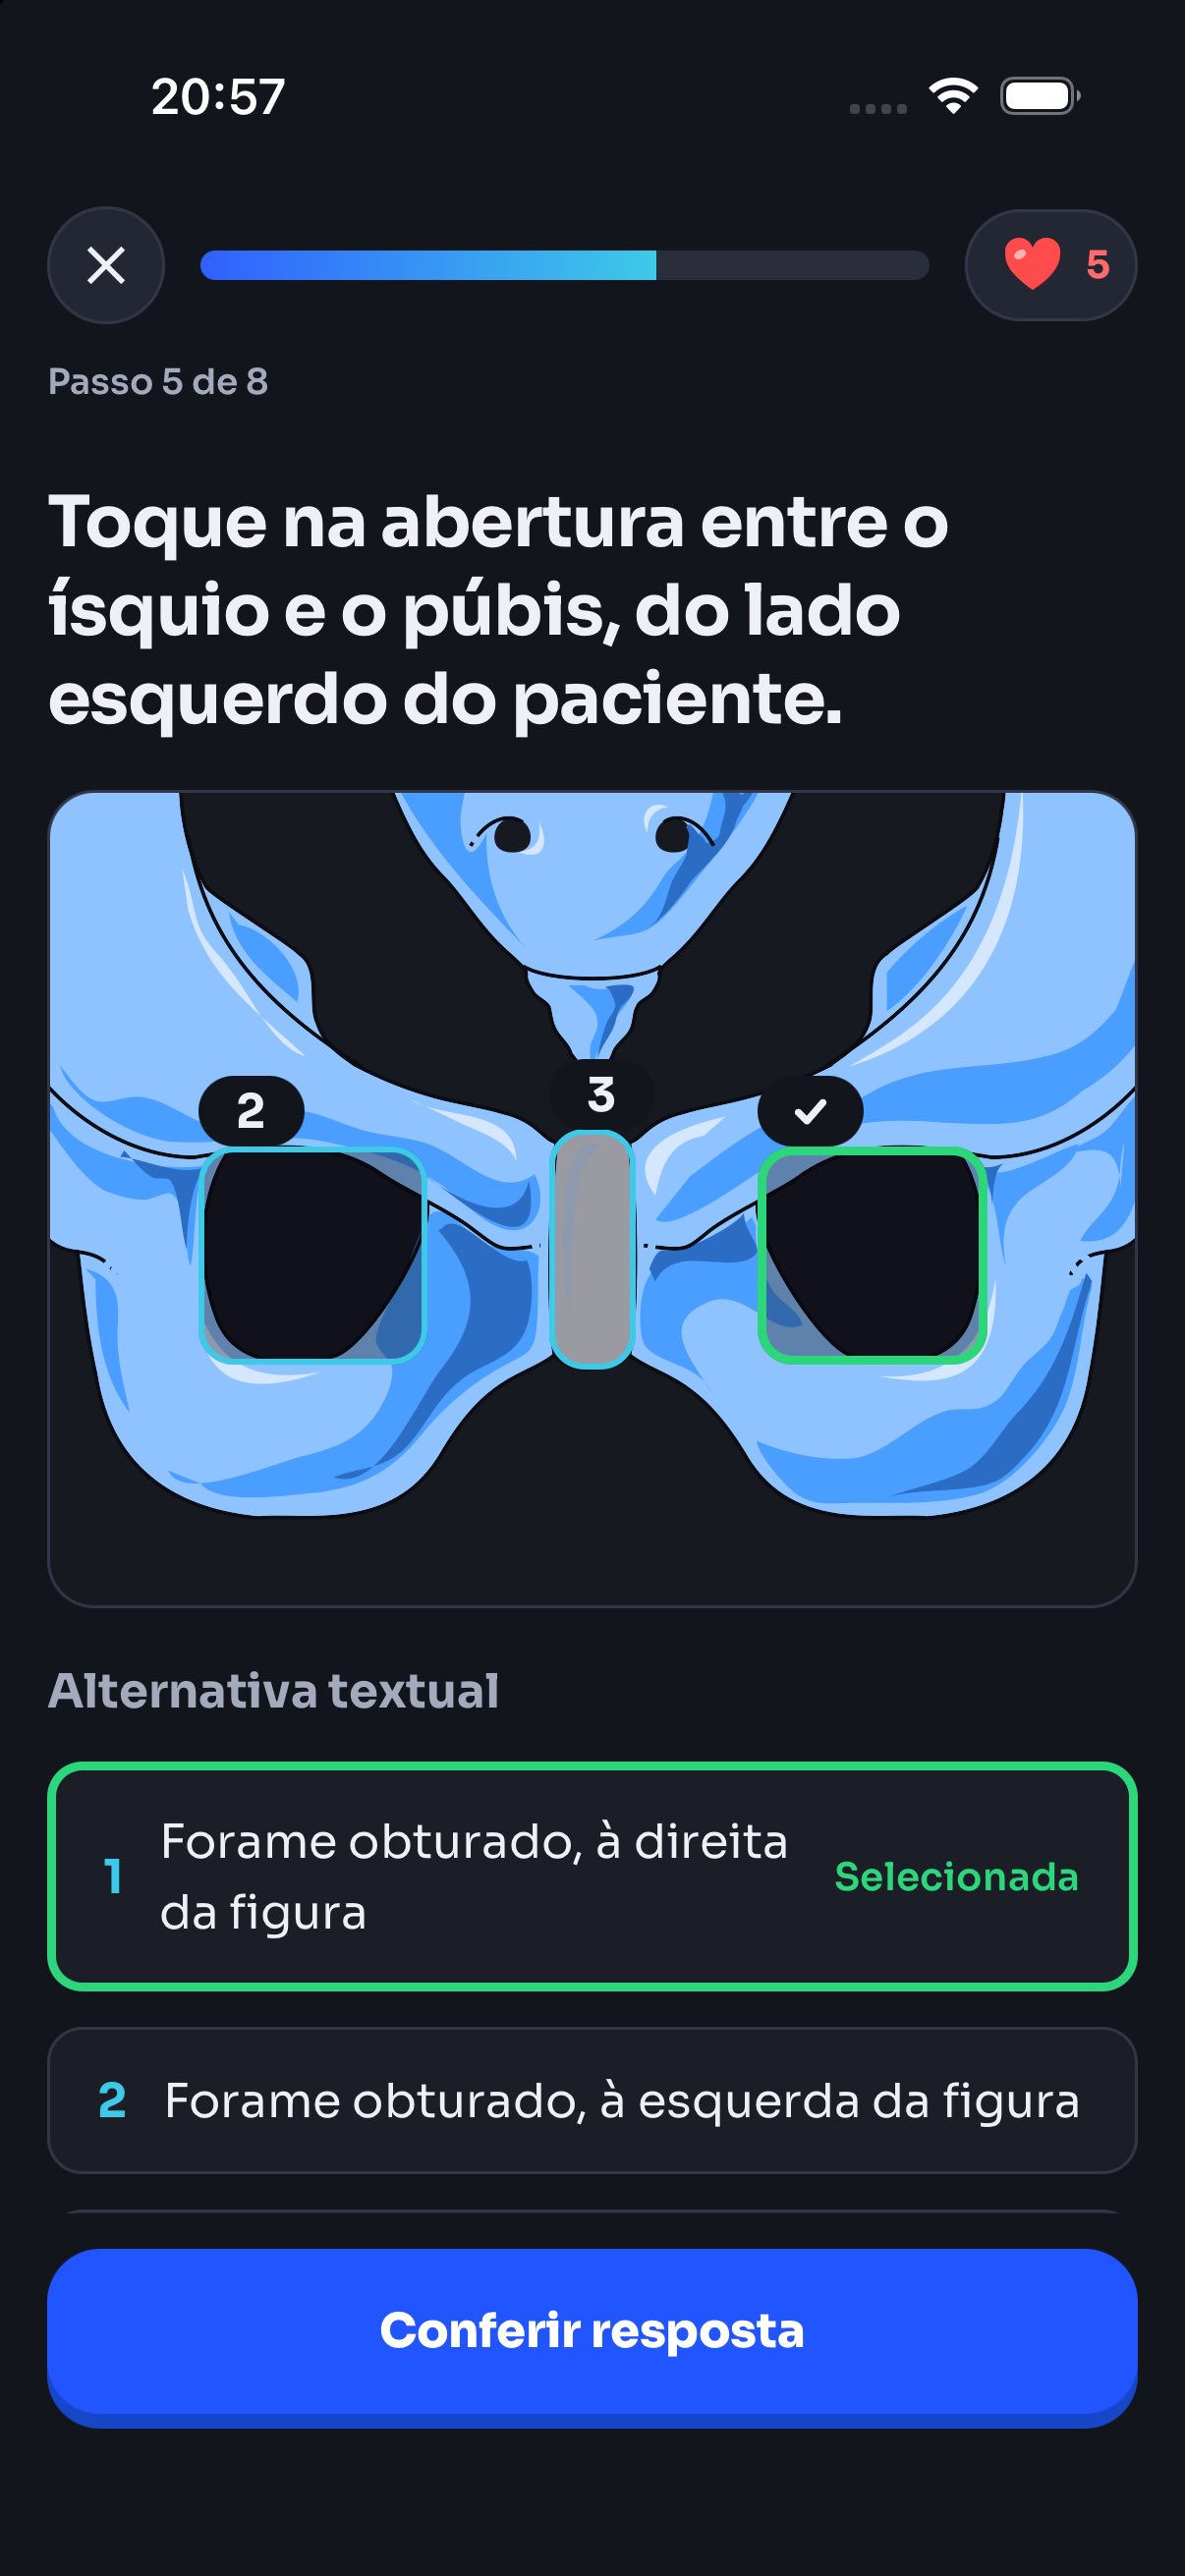 20:57
5
Passo 5 de 8
Toque na abertura entre o
ísquio e o púbis, do lado
esquerdo do paciente.
3
2
Alternativa textual
1 Forame obturado, à direita
da figura
Selecionada
2 Forame obturado, à esquerda da figura
Conferir resposta